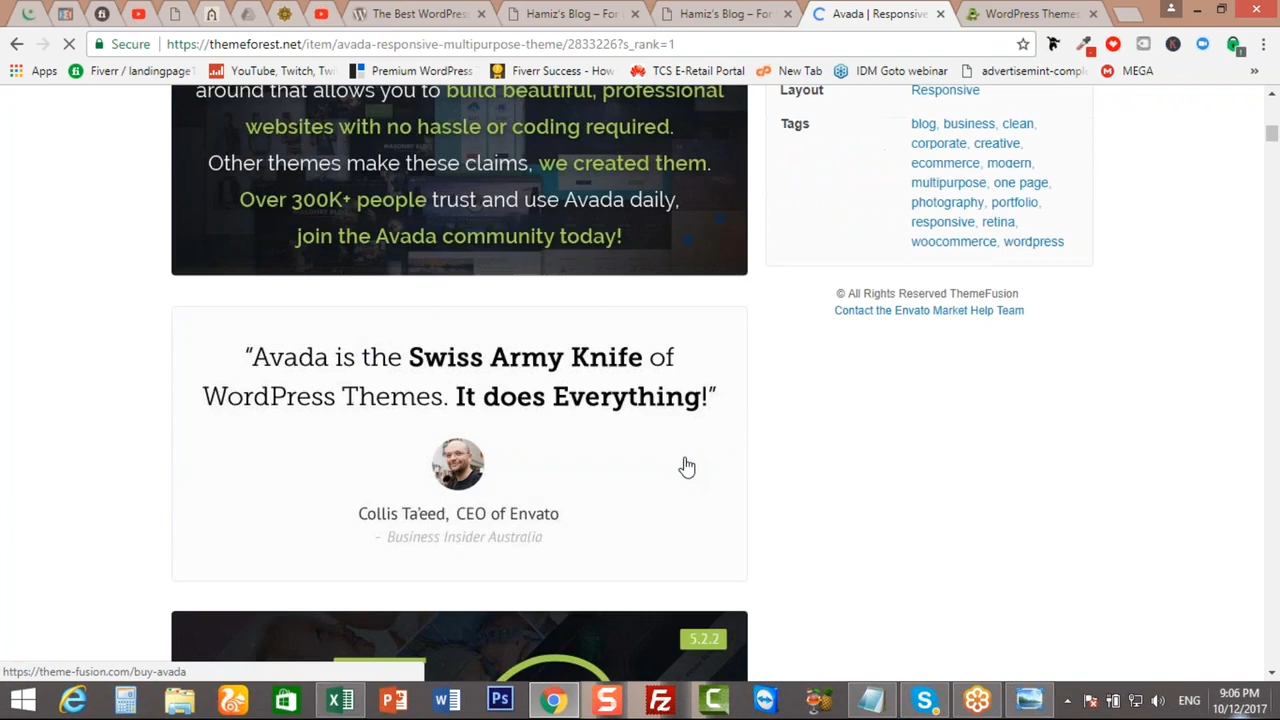 The Best WordPress
Hamiz's Blog – For
Hamiz's Blog – For
Avada | Responsive
WordPress Themes
Secure
https://themeforest.net/item/avada-responsive-multipurpose-theme/2833226?s_rank=1
Apps
Fiverr / landingpage
YouTube, Twitch, Twi
Premium WordPress
Fiverr Success - How
TCS E-Retail Portal
New Tab
IDM Goto webinar
advertisemint-comple
MEGA
»
around that allows you to build beautiful, professional
websites with no hassle or coding required.
Other themes make these claims, we created them.
Over 300K+ people trust and use Avada daily,
join the Avada community today!
Layout
Responsive
Tags
blog, business, clean,
corporate, creative,
ecommerce, modern,
multipurpose, one page,
photography, portfolio,
responsive, retina,
woocommerce, wordpress
© All Rights Reserved ThemeFusion
Contact the Envato Market Help Team
“Avada is the Swiss Army Knife of
WordPress Themes. It does Everything!”
Collis Ta'eed, CEO of Envato
- Business Insider Australia
5.2.2
https://theme-fusion.com/buy-avada
ENG
9:06 PM
10/12/2017